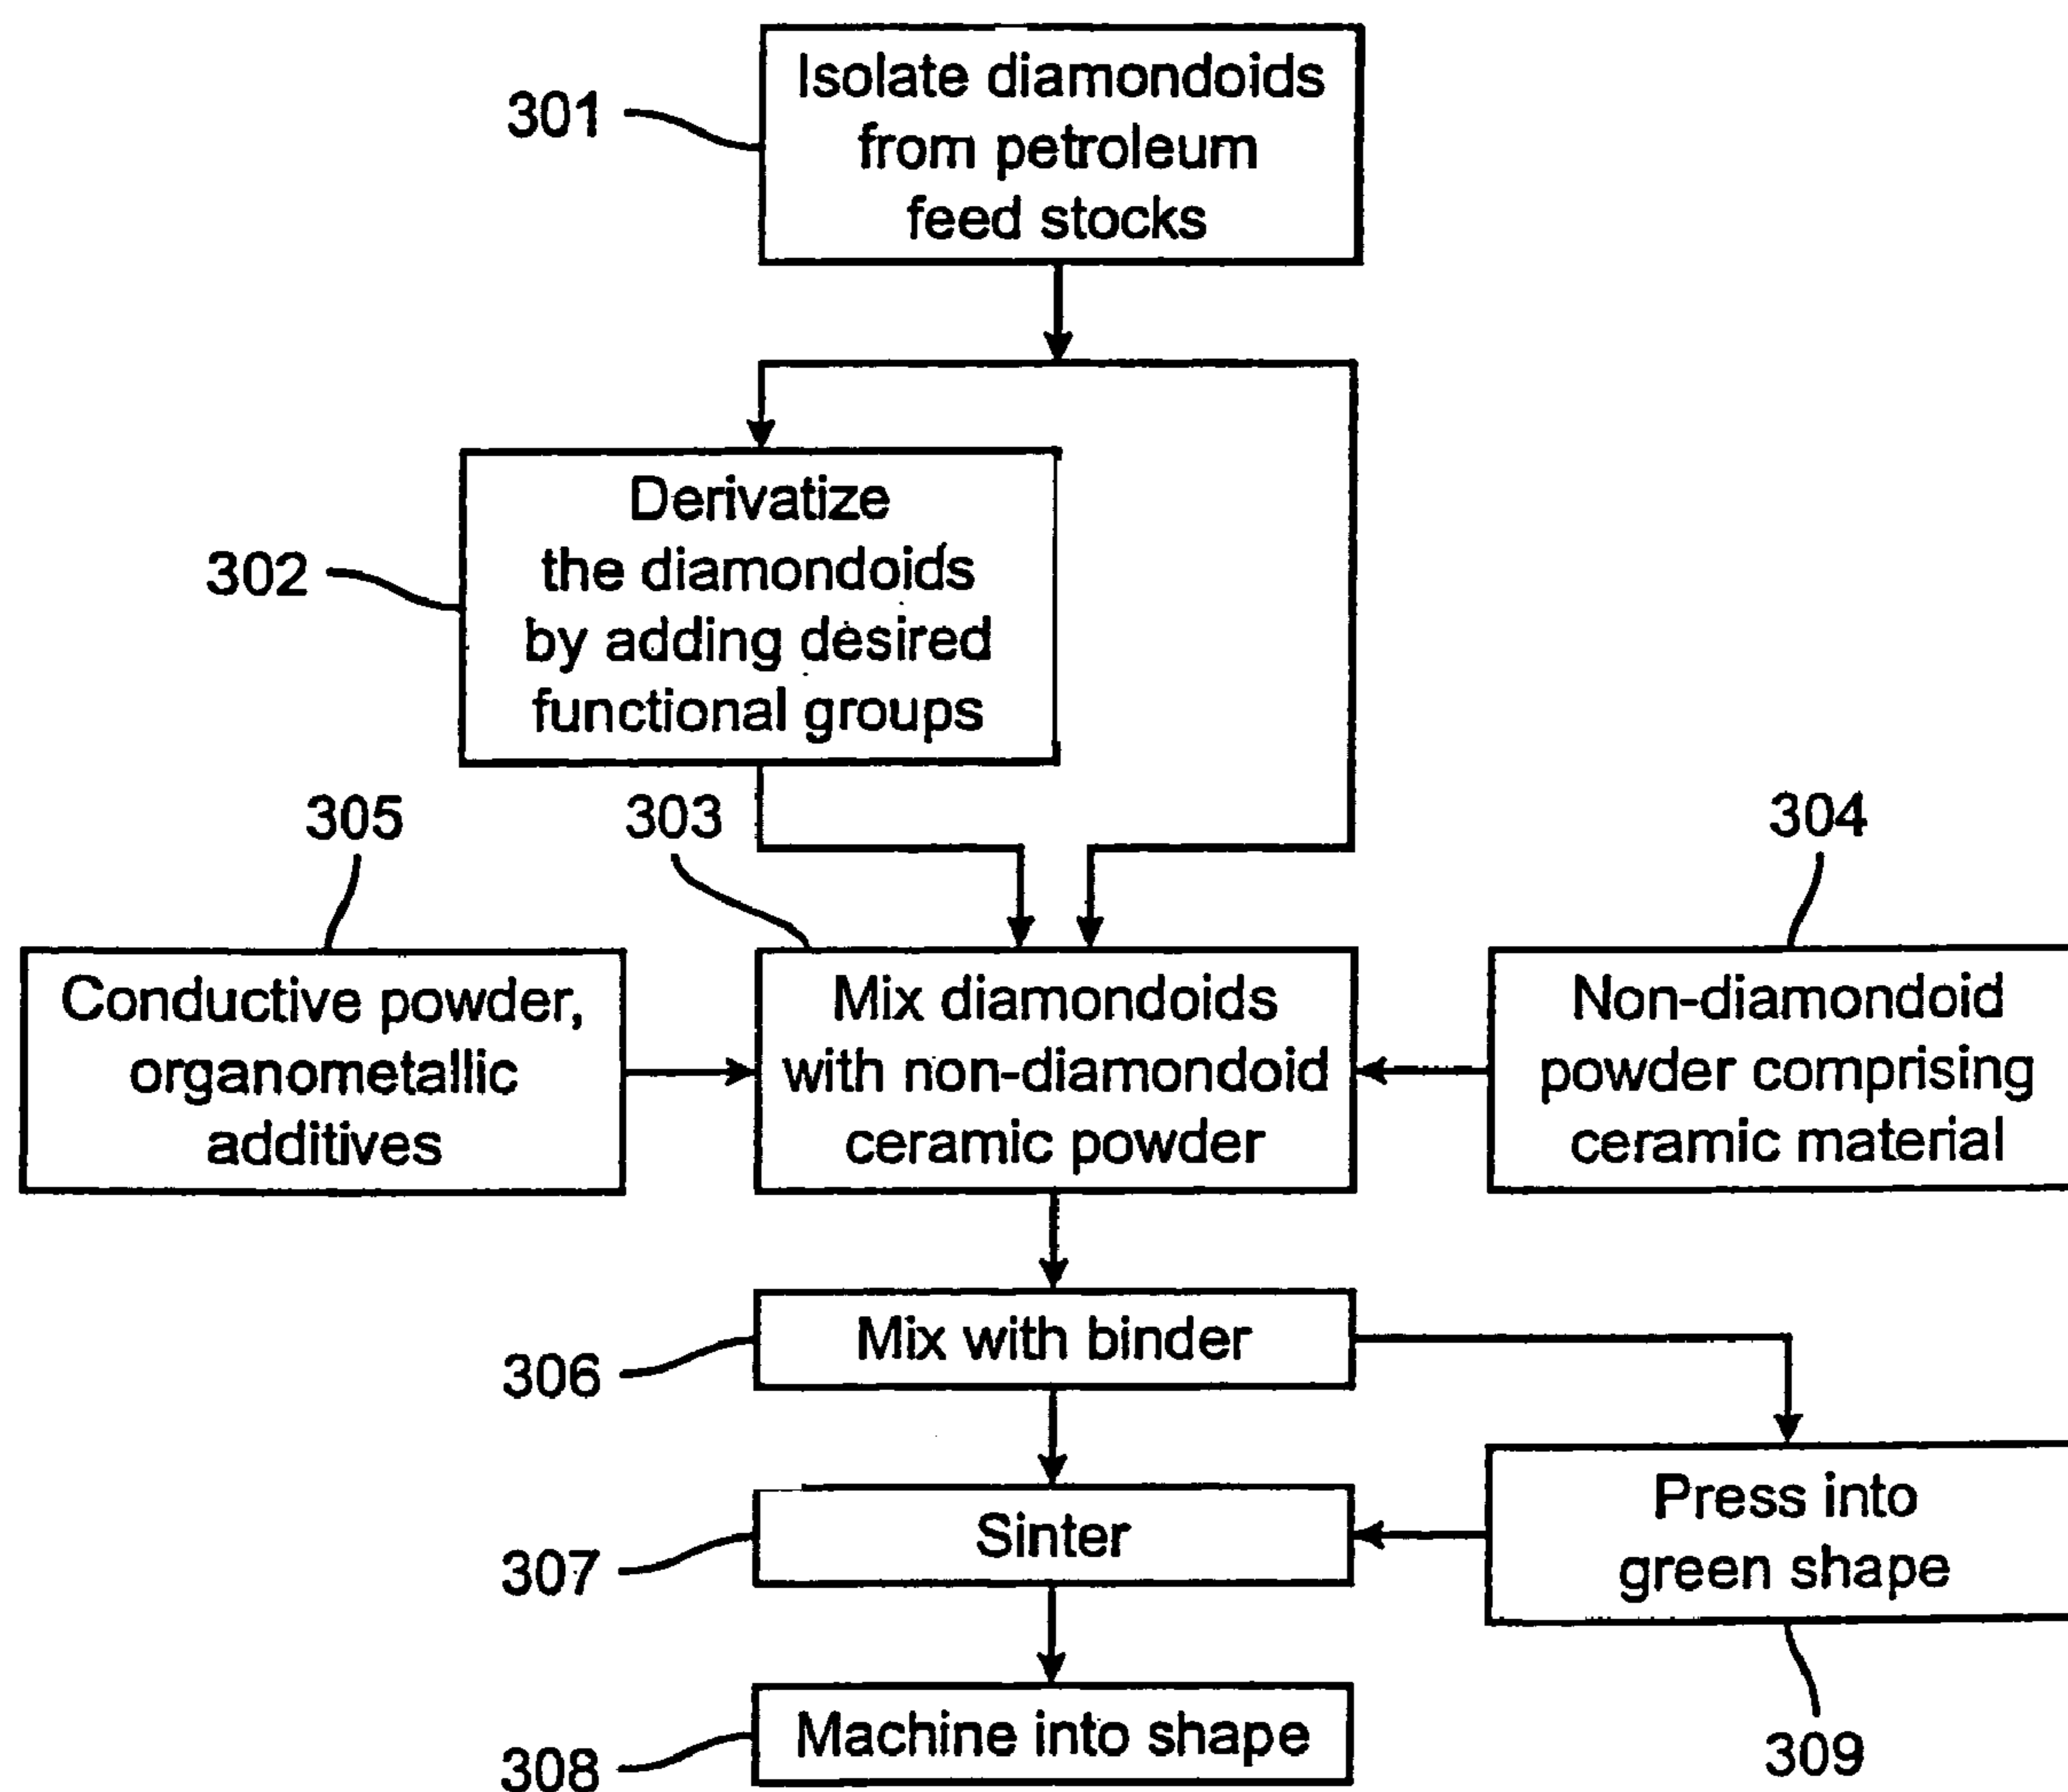 301
Isolate diamondoids
from petroleum
feed stocks
302
Derivatize
the diamondoids
by adding desired
functional groups
305
303
304
Conductive powder,
organometallic
additives
Mix diamondoids
with non-diamondoid
ceramic powder
Non-diamondoid
powder comprising
ceramic material
306
Mix with binder
307
Sinter
Press into
green shape
308
Machine into shape
309